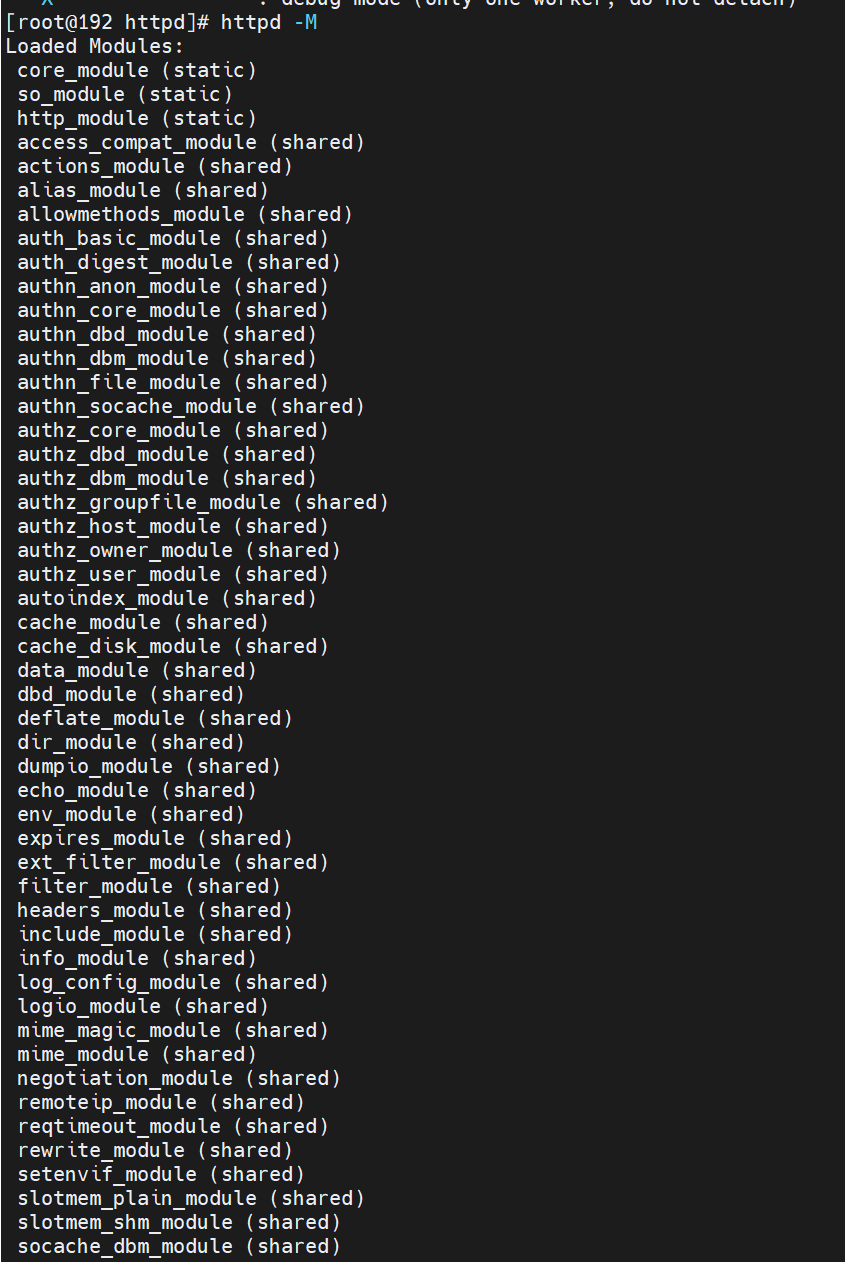 X : debug mode (only one worker, do not detach)
[root@192 httpd]# httpd -M
Loaded Modules:
core_module (static)
so_module (static)
http_module (static)
access_compat_module (shared)
actions_module (shared)
alias_module (shared)
allowmethods_module (shared)
auth_basic_module (shared)
auth_digest_module (shared)
authn_anon_module (shared)
authn_core_module (shared)
authn_dbd_module (shared)
authn_dbm_module (shared)
authn_file_module (shared)
authn_socache_module (shared)
authz_core_module (shared)
authz_dbd_module (shared)
authz_dbm_module (shared)
authz_groupfile_module (shared)
authz_host_module (shared)
authz_owner_module (shared)
authz_user_module (shared)
autoindex_module (shared)
cache_module (shared)
cache_disk_module (shared)
data_module (shared)
dbd_module (shared)
deflate_module (shared)
dir_module (shared)
dumpio_module (shared)
echo_module (shared)
env_module (shared)
expires_module (shared)
ext_filter_module (shared)
filter_module (shared)
headers_module (shared)
include_module (shared)
info_module (shared)
log_config_module (shared)
logio_module (shared)
mime_magic_module (shared)
mime_module (shared)
negotiation_module (shared)
remoteip_module (shared)
reqtimeout_module (shared)
rewrite_module (shared)
setenvif_module (shared)
slotmem_plain_module (shared)
slotmem_shm_module (shared)
socache_dbm_module (shared)